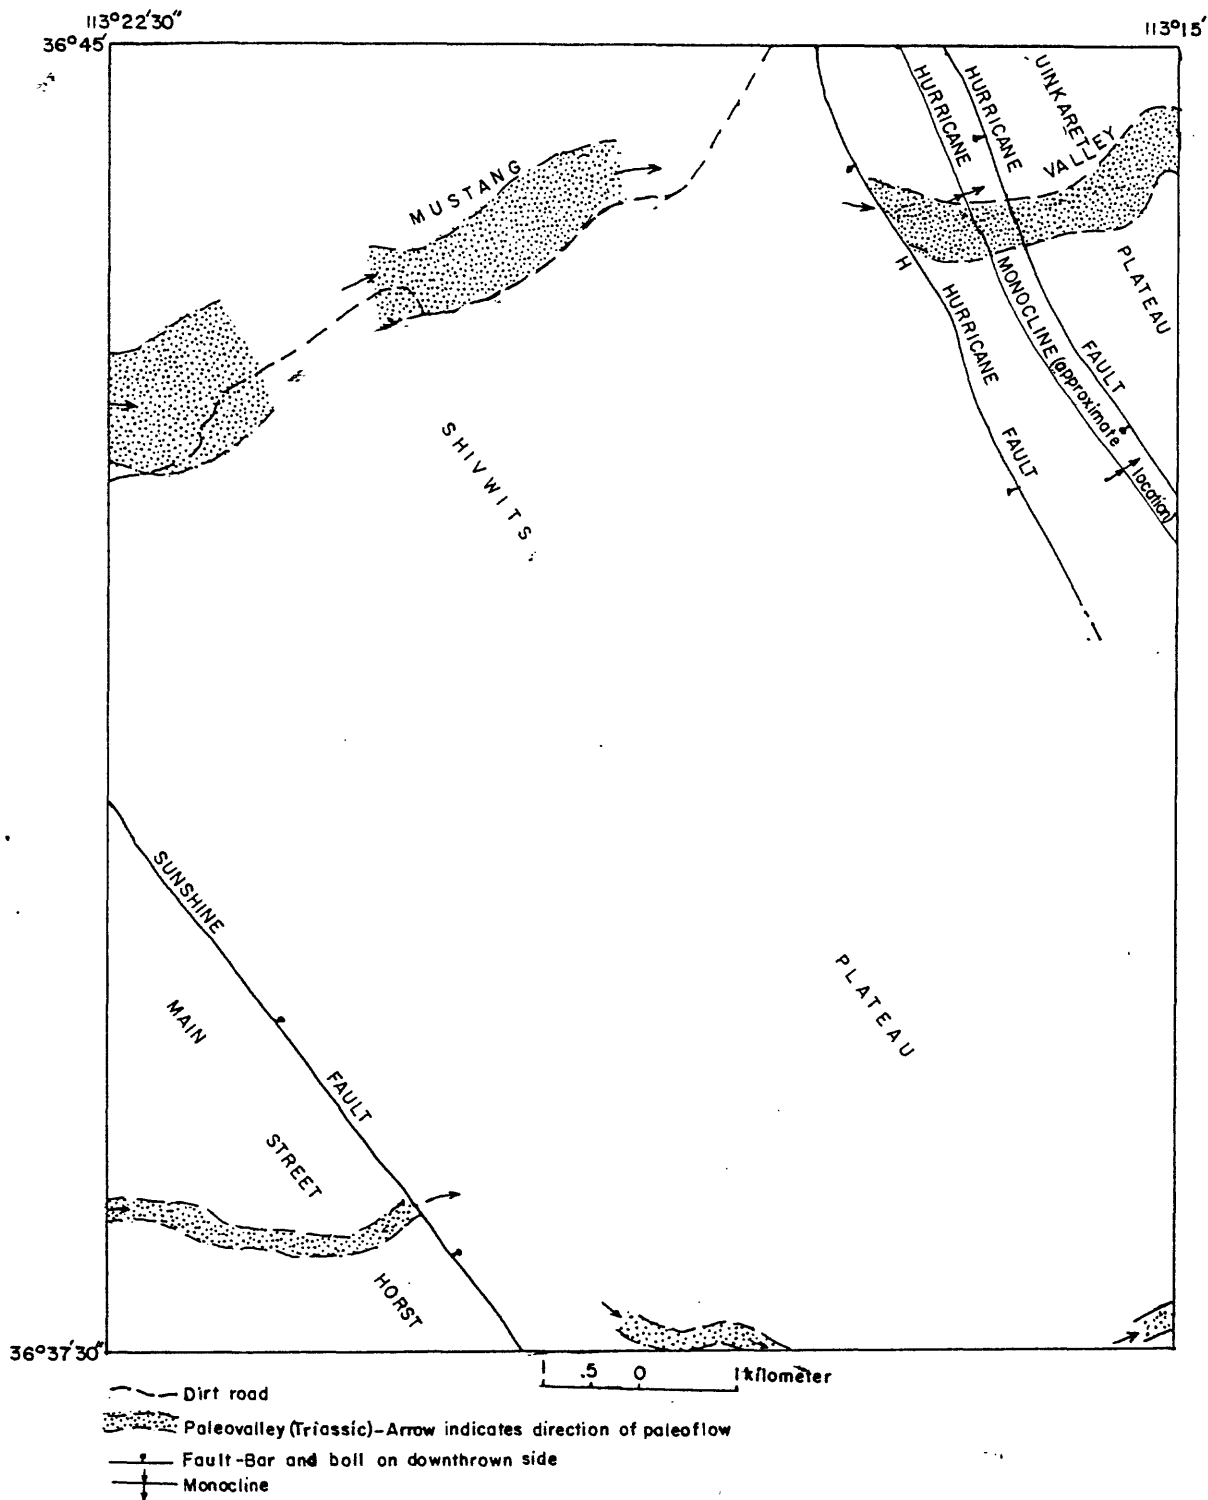 113°22'30"
113°15'
36°45'
UINKARET
HURRICANE
HURRICANE
VALLEY
MUSTANG
PLATEAU
H
HURRICANE
MONOCLINE (approximate location)
FAULT
FAULT
SHIVWITS
SUNSHINE
PLATEAU
MAIN
FAULT
STREET
HORST
36°37'30"
1 .5 0 1 kilometer
Dirt road
Paleovalley (Triassic)-Arrow indicates direction of paleoflow
Fault-Bar and boll on downthrown side
Monocline